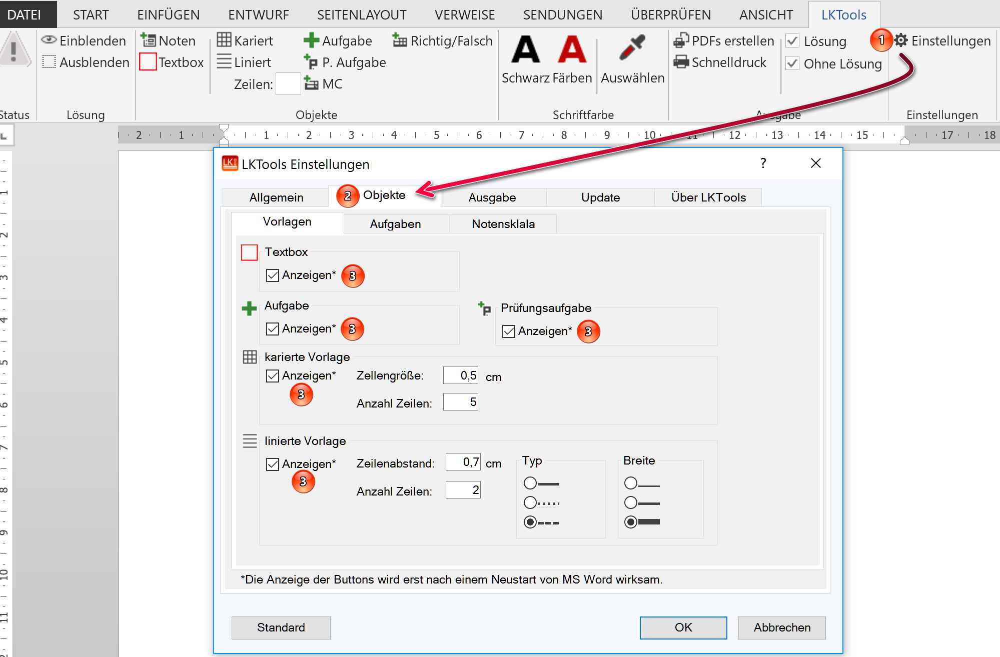 DATEI START EINFÜGEN ENTWURF SEITENLAYOUT VERWEISE SENDUNGEN ÜBERPRÜFEN ANSICHT LKTools
Einblenden Noten Kariert Aufgabe Richtig/Falsch A A PDFs erstellen Lösung 1 Einstellungen
Ausblenden Textbox Liniert P. Aufgabe Schnelldruck Ohne Lösung
Zeilen: MC Schwarz Färben Auswählen
Status Lösung Objekte Schriftfarbe Ausgabe Einstellungen
2 1 1 2 3 4 5 6 7 8 9 10 11 12 13 14 15 17 18
LK LKTools Einstellungen ?
Allgemein 2 Objekte Ausgabe Update Über LKTools
Vorlagen Aufgaben Notensklala
Textbox
Anzeigen* 3
Aufgabe P Prüfungsaufgabe
Anzeigen* 3 Anzeigen* 3
karierte Vorlage
Anzeigen* Zellengröße: 0,5 cm
3
Anzahl Zeilen: 5
linierte Vorlage
Anzeigen* Zeilenabstand: 0,7 cm Typ Breite
3
Anzahl Zeilen: 2
*Die Anzeige der Buttons wird erst nach einem Neustart von MS Word wirksam.
Standard OK Abbrechen
1
2
3
4
5
6
7
8
9
10
11